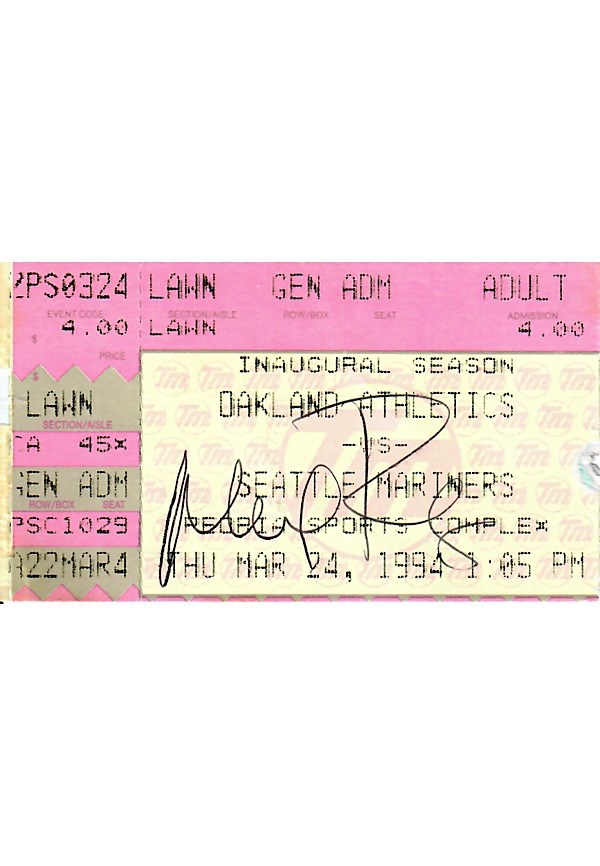 2PS0324 LAWN GEN ADM ADULT
EVENT CODE SECTION/AISLE ROW/BOX SEAT ADMISSION
$ 4.00 LAWN 4.00
PRICE
INAUGURAL SEASON
$
LAWN OAKLAND ATHLETICS
SECTION/AISLE
CA 45X -VS-
GEN ADM SEATTLE MARINERS
ROW/BOX SEAT
PSC1029 PEORIA SPORTS COMPLEX
A22MAR4 THU MAR 24, 1994 1:05 PM